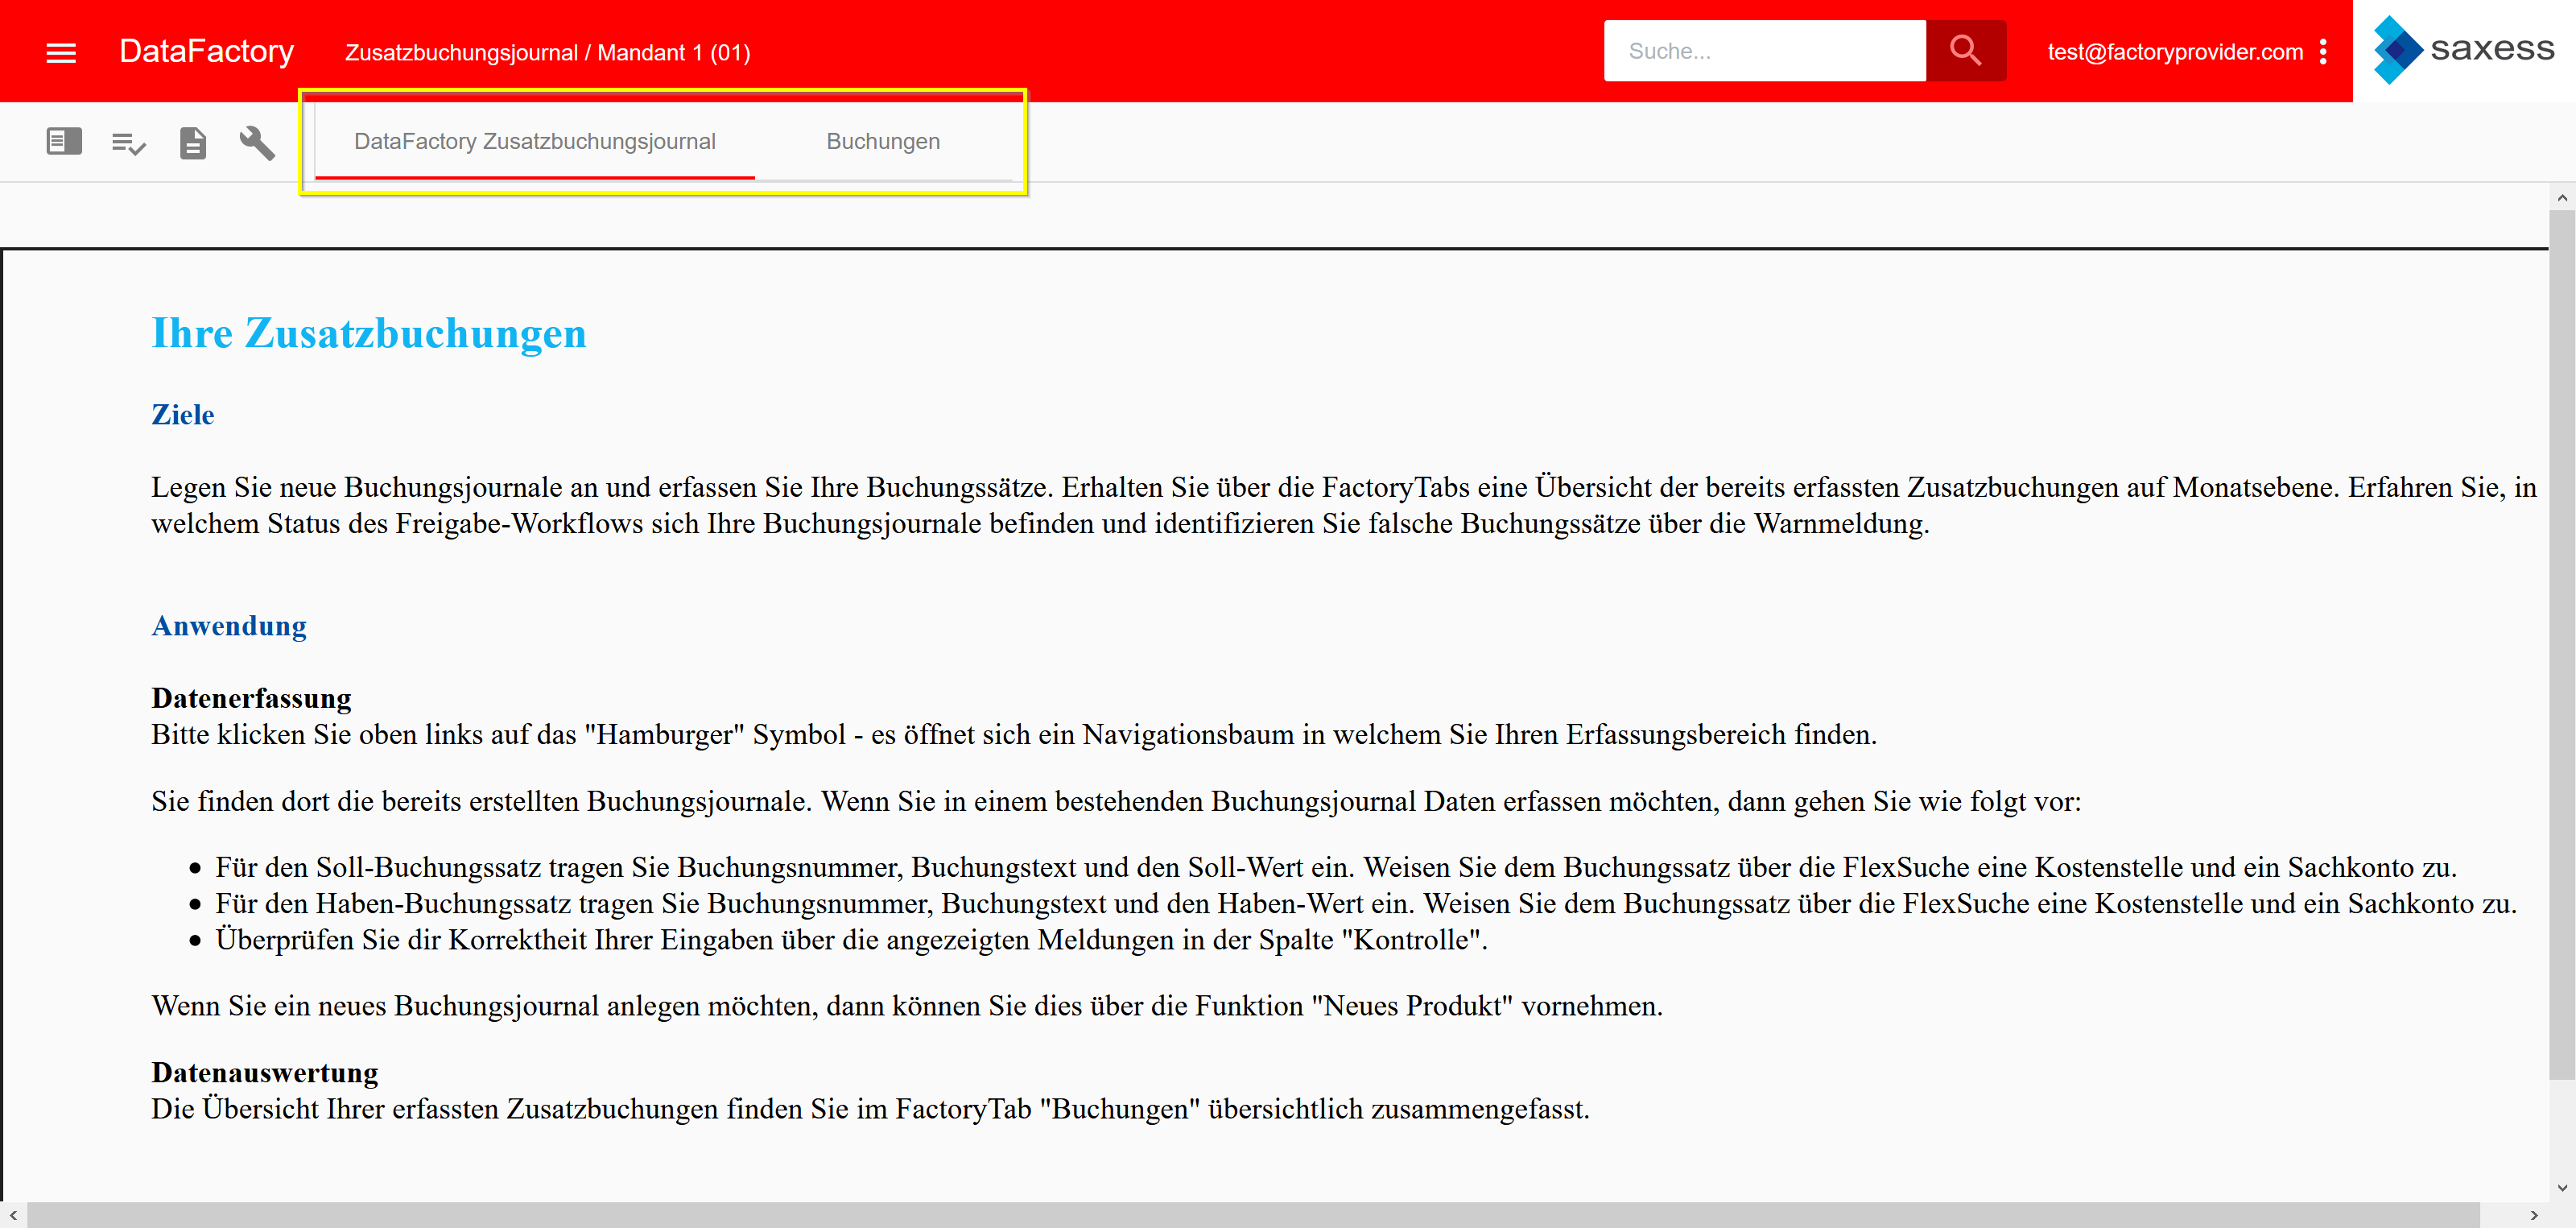 DataFactory
Zusatzbuchungsjournal / Mandant 1 (01)
Suche...
test@factoryprovider.com
saxess
DataFactory Zusatzbuchungsjournal
Buchungen
Ihre Zusatzbuchungen
Ziele
Legen Sie neue Buchungsjournale an und erfassen Sie Ihre Buchungssätze. Erhalten Sie über die FactoryTabs eine Übersicht der bereits erfassten Zusatzbuchungen auf Monatsebene. Erfahren Sie, in
welchem Status des Freigabe-Workflows sich Ihre Buchungsjournale befinden und identifizieren Sie falsche Buchungssätze über die Warnmeldung.
Anwendung
Datenerfassung
Bitte klicken Sie oben links auf das "Hamburger" Symbol - es öffnet sich ein Navigationsbaum in welchem Sie Ihren Erfassungsbereich finden.
Sie finden dort die bereits erstellten Buchungsjournale. Wenn Sie in einem bestehenden Buchungsjournal Daten erfassen möchten, dann gehen Sie wie folgt vor:
• Für den Soll-Buchungssatz tragen Sie Buchungsnummer, Buchungstext und den Soll-Wert ein. Weisen Sie dem Buchungssatz über die FlexSuche eine Kostenstelle und ein Sachkonto zu.
• Für den Haben-Buchungssatz tragen Sie Buchungsnummer, Buchungstext und den Haben-Wert ein. Weisen Sie dem Buchungssatz über die FlexSuche eine Kostenstelle und ein Sachkonto zu.
• Überprüfen Sie dir Korrektheit Ihrer Eingaben über die angezeigten Meldungen in der Spalte "Kontrolle".
Wenn Sie ein neues Buchungsjournal anlegen möchten, dann können Sie dies über die Funktion "Neues Produkt" vornehmen.
Datenauswertung
Die Übersicht Ihrer erfassten Zusatzbuchungen finden Sie im FactoryTab "Buchungen" übersichtlich zusammengefasst.